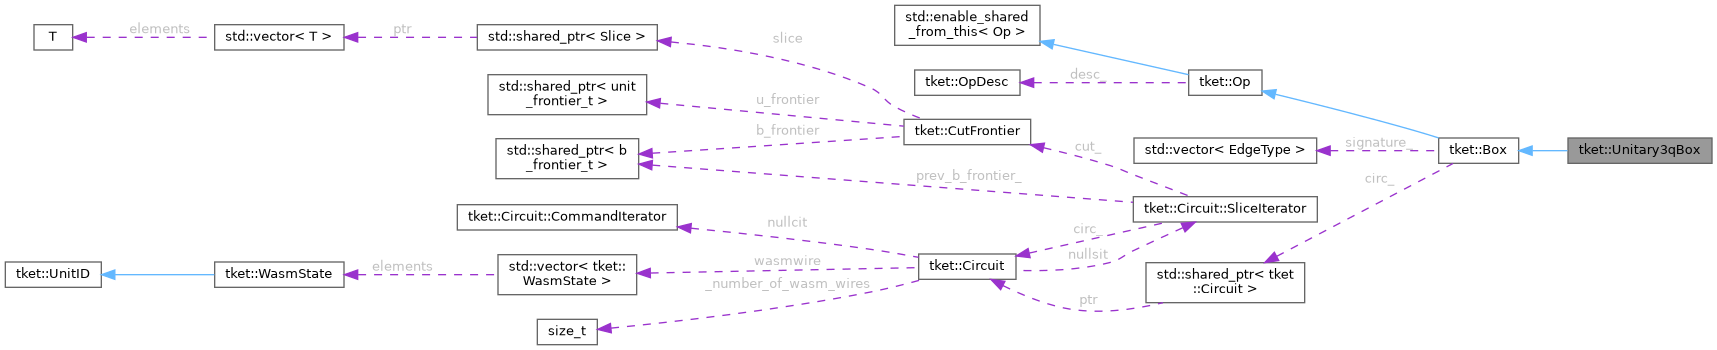 std::enable_shared
_from_this< Op >
T
elements
std::vector< T >
ptr
std::shared_ptr< Slice >
slice
tket::OpDesc
desc_
tket::Op
std::shared_ptr< unit
_frontier_t >
u_frontier
b_frontier
tket::CutFrontier
std::shared_ptr< b
_frontier_t >
cut_
std::vector< EdgeType >
signature_
tket::Box
tket::Unitary3qBox
prev_b_frontier_
circ_
tket::Circuit::CommandIterator
nullcit
tket::Circuit::SliceIterator
circ_
nullsit
tket::UnitID
tket::WasmState
elements
std::vector< tket::
WasmState >
wasmwire
_number_of_wasm_wires
tket::Circuit
std::shared_ptr< tket
::Circuit >
ptr
size_t